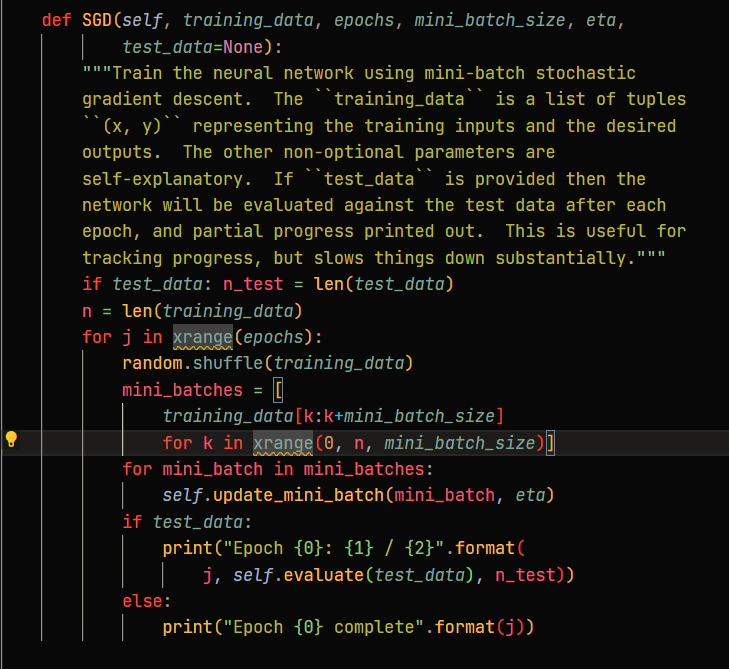 def SGD(self, training_data, epochs, mini_batch_size, eta,
        test_data=None):
    """Train the neural network using mini-batch stochastic
    gradient descent.  The ``training_data`` is a list of tuples
    ``(x, y)`` representing the training inputs and the desired
    outputs.  The other non-optional parameters are
    self-explanatory.  If ``test_data`` is provided then the
    network will be evaluated against the test data after each
    epoch, and partial progress printed out.  This is useful for
    tracking progress, but slows things down substantially."""
    if test_data: n_test = len(test_data)
    n = len(training_data)
    for j in xrange(epochs):
        random.shuffle(training_data)
        mini_batches = [
            training_data[k:k+mini_batch_size]
            for k in xrange(0, n, mini_batch_size)]
        for mini_batch in mini_batches:
            self.update_mini_batch(mini_batch, eta)
        if test_data:
            print("Epoch {0}: {1} / {2}".format(
                j, self.evaluate(test_data), n_test))
        else:
            print("Epoch {0} complete".format(j))